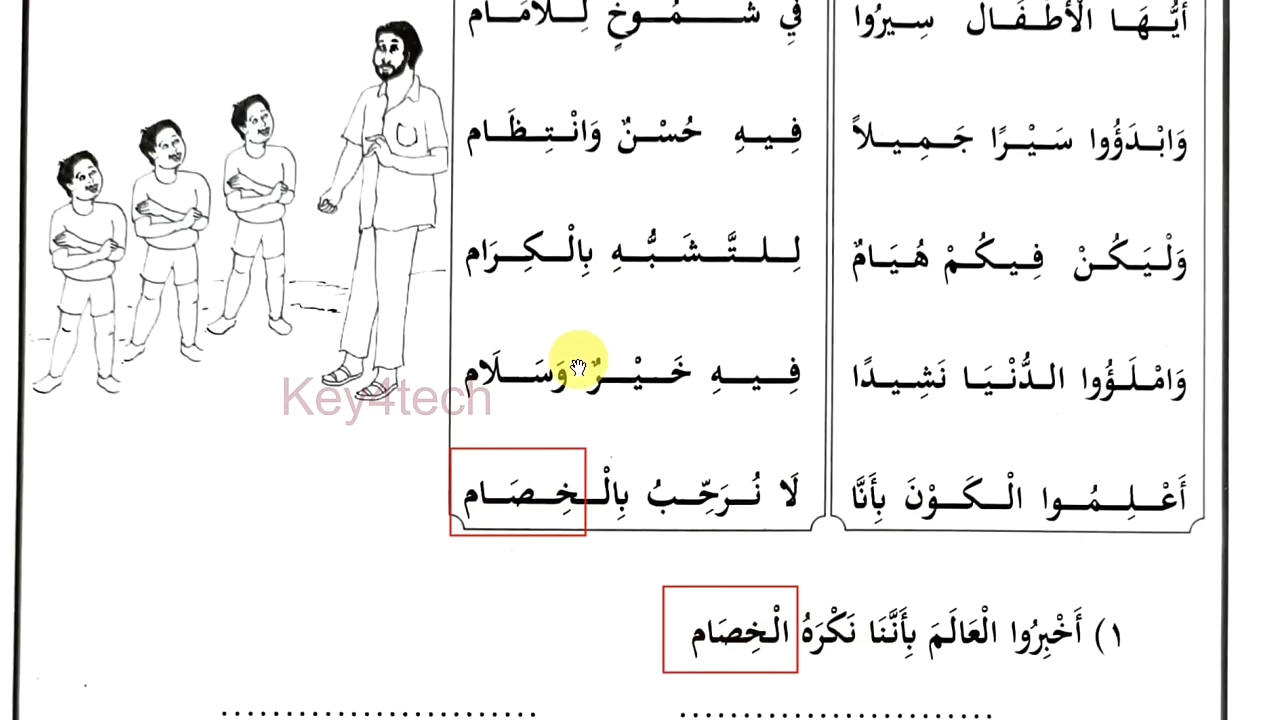 أَيُّهَا الْأَطْفَال سِيرُوا فِي شُمُوخٍ لِلْأَمَام
وَابْدَؤُوا سَيْرًا جَمِيلاً فِيهِ حُسْنٌ وَانْتِظَام
وَلْيَكُنْ فِيكُمْ هُيَامٌ لِلتَّشَبُّهِ بِالْكِرَام
وَامْلَؤُوا الدُّنْيَا نَشِيدًا فِيهِ خَيْرٌ وَسَلَام
أَعْلِمُوا الْكَوْنَ بِأَنَّا لَا نُرَحِّبُ بِالْخِصَام
Key4tech
١) أَخْبِرُوا الْعَالَمَ بِأَنَّنَا نَكْرَهُ الْخِصَام